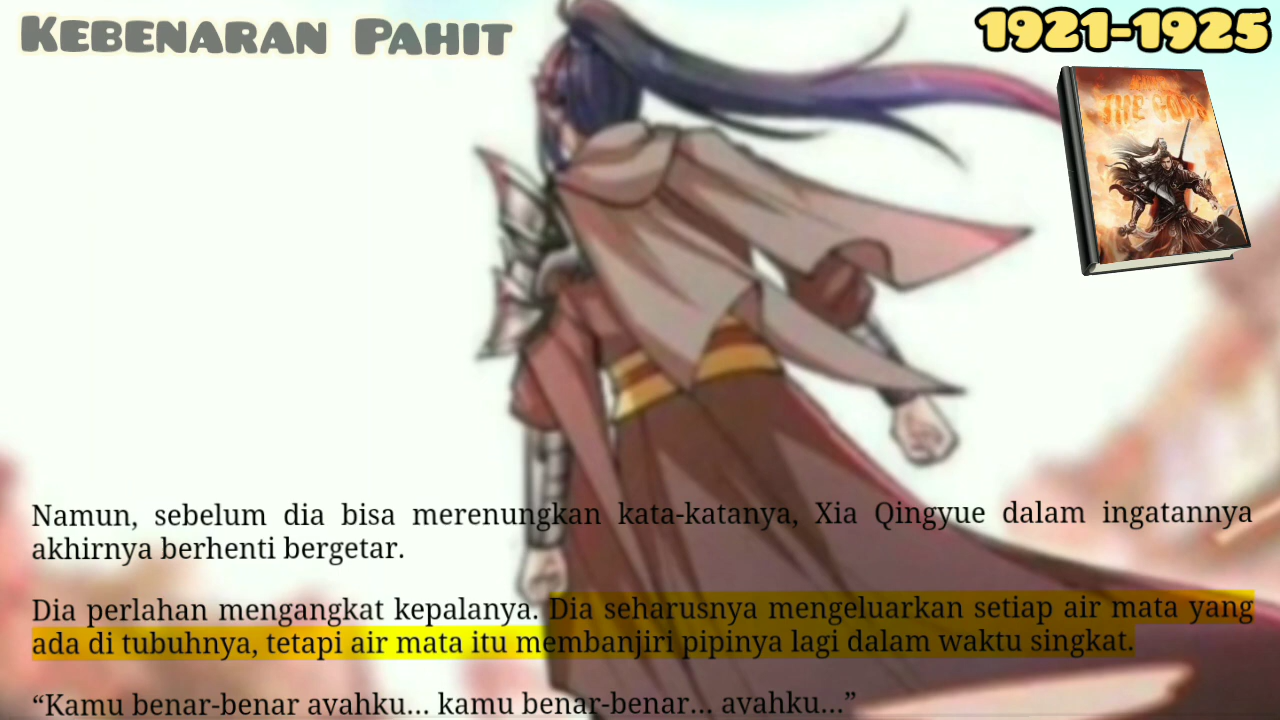 KEBENARAN PAHIT
1921-1925
THE GODS
Namun, sebelum dia bisa merenungkan kata-katanya, Xia Qingyue dalam ingatannya
akhirnya berhenti bergetar.
Dia perlahan mengangkat kepalanya. Dia seharusnya mengeluarkan setiap air mata yang
ada di tubuhnya, tetapi air mata itu membanjiri pipinya lagi dalam waktu singkat.
“Kamu benar-benar ayahku... kamu benar-benar... ayahku...”